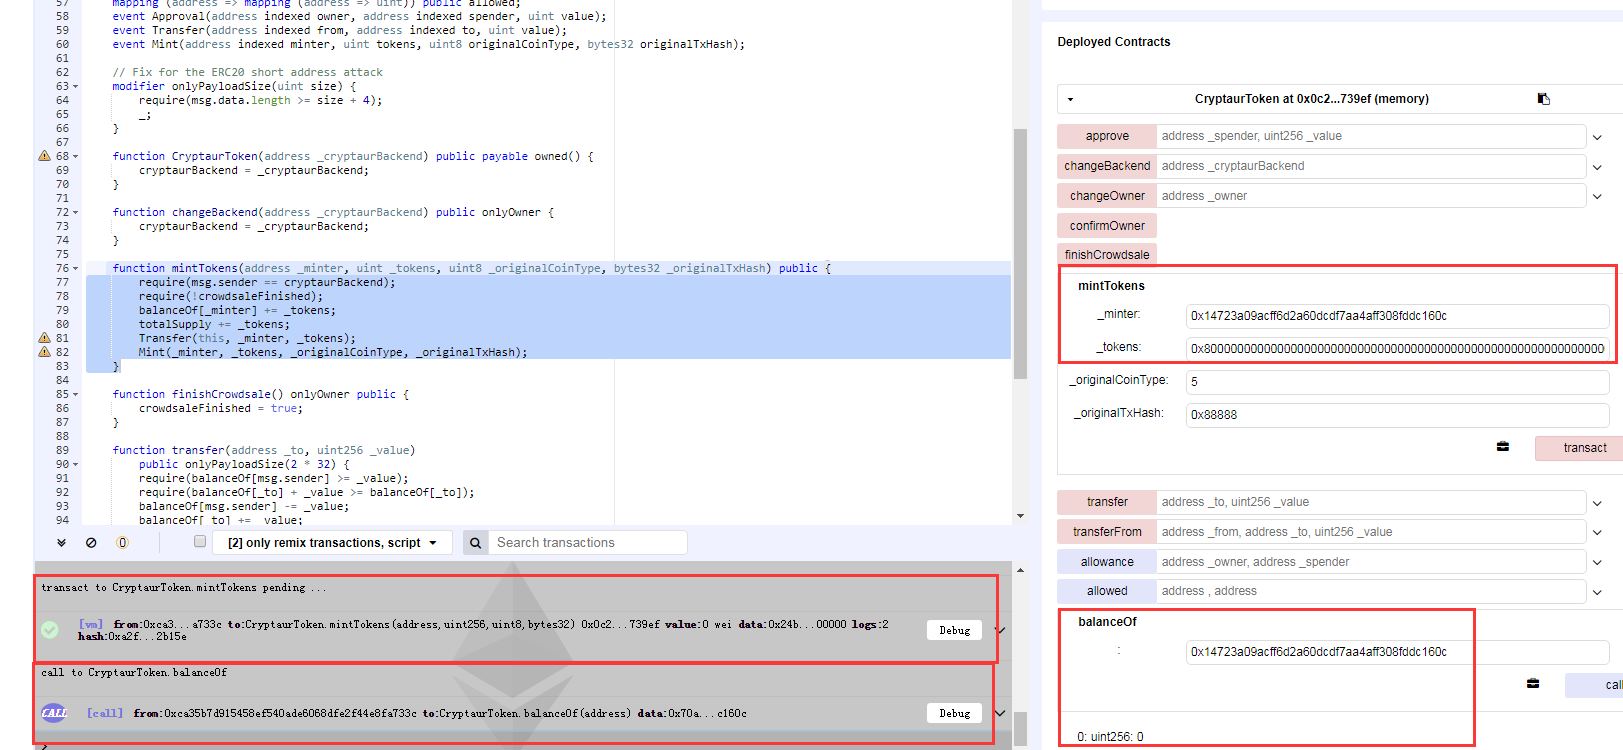 57 mapping (address => mapping (address => uint)) public allowed;
58 event Approval(address indexed owner, address indexed spender, uint value);
59 event Transfer(address indexed from, address indexed to, uint value);
60 event Mint(address indexed minter, uint tokens, uint8 originalCoinType, bytes32 originalTxHash);
61
62 // Fix for the ERC20 short address attack
63 modifier onlyPayloadSize(uint size) {
64 require(msg.data.length >= size + 4);
65 _;
66 }
67
68 function CryptaurToken(address _cryptaurBackend) public payable owned() {
69 cryptaurBackend = _cryptaurBackend;
70 }
71
72 function changeBackend(address _cryptaurBackend) public onlyOwner {
73 cryptaurBackend = _cryptaurBackend;
74 }
75
76 function mintTokens(address _minter, uint _tokens, uint8 _originalCoinType, bytes32 _originalTxHash) public {
77 require(msg.sender == cryptaurBackend);
78 require(!crowdsaleFinished);
79 balanceOf[_minter] += _tokens;
80 totalSupply += _tokens;
81 Transfer(this, _minter, _tokens);
82 Mint(_minter, _tokens, _originalCoinType, _originalTxHash);
83 }
84
85 function finishCrowdsale() onlyOwner public {
86 crowdsaleFinished = true;
87 }
88
89 function transfer(address _to, uint256 _value)
90 public onlyPayloadSize(2 * 32) {
91 require(balanceOf[msg.sender] >= _value);
92 require(balanceOf[_to] + _value >= balanceOf[_to]);
93 balanceOf[msg.sender] -= _value;
94 balanceOf[_to] += _value;
0 [2] only remix transactions, script Search transactions
transact to CryptaurToken.mintTokens pending ...
[vm] from:0xca3...a733c to:CryptaurToken.mintTokens(address,uint256,uint8,bytes32) 0x0c2...739ef value:0 wei data:0x24b...00000 logs:2
hash:0xa2f...2b15e
Debug
call to CryptaurToken.balanceOf
CALL [call] from:0xca35b7d915458ef540ade6068dfe2f44e8fa733c to:CryptaurToken.balanceOf(address) data:0x70a...c160c
Debug
Deployed Contracts
CryptaurToken at 0x0c2...739ef (memory)
approve address _spender, uint256 _value
changeBackend address _cryptaurBackend
changeOwner address _owner
confirmOwner
finishCrowdsale
mintTokens
_minter: 0x14723a09acff6d2a60dcdf7aa4aff308fddc160c
_tokens:
_originalCoinType: 5
_originalTxHash: 0x88888
transact
transfer address _to, uint256 _value
transferFrom address _from, address _to, uint256 _value
allowance address _owner, address _spender
allowed address , address
balanceOf
: 0x14723a09acff6d2a60dcdf7aa4aff308fddc160c
call
0: uint256: 0